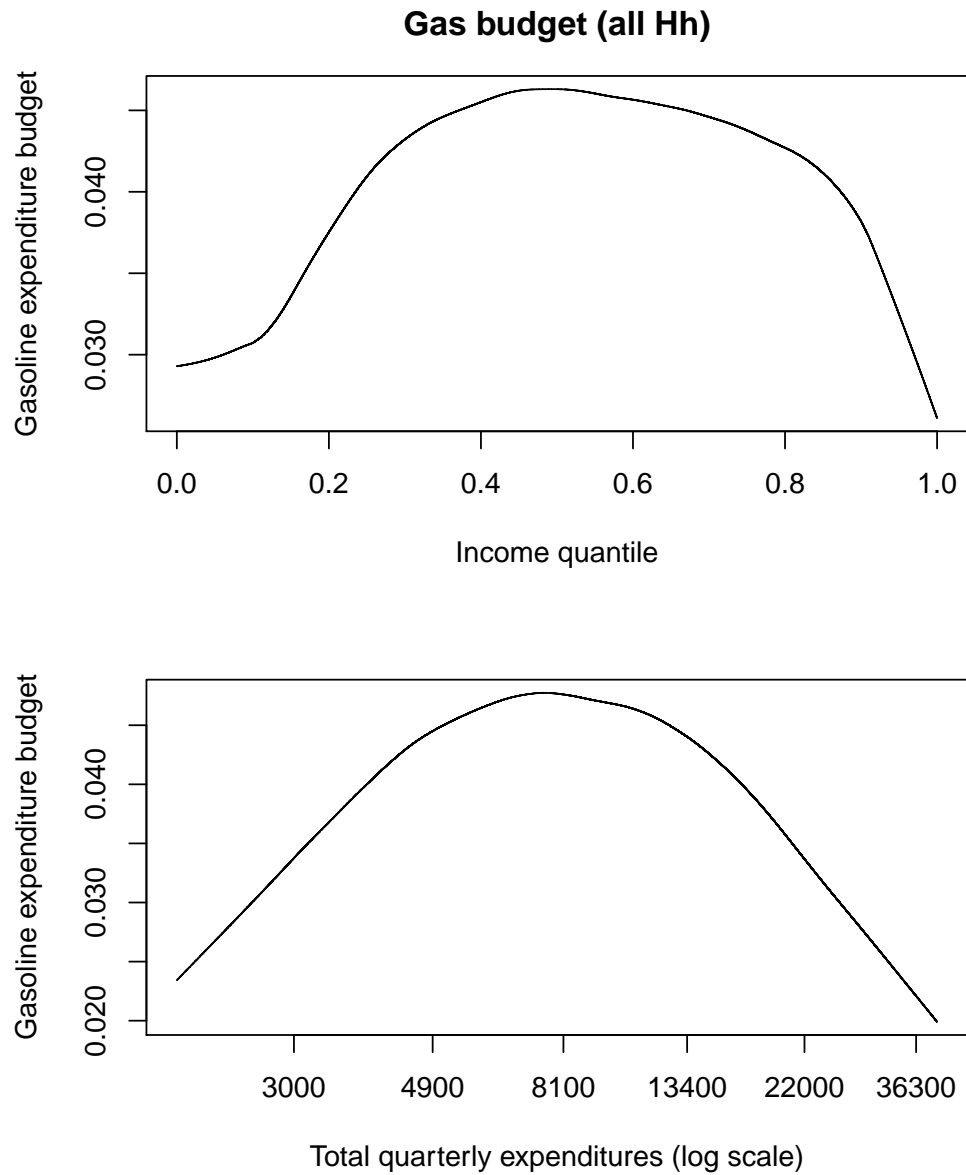 Gas budget (all Hh)
Gasoline expenditure budget
0.040
0.030
0.0 0.2 0.4 0.6 0.8 1.0
Income quantile
Gasoline expenditure budget
0.040
0.030
0.020
3000 4900 8100 13400 22000 36300
Total quarterly expenditures (log scale)